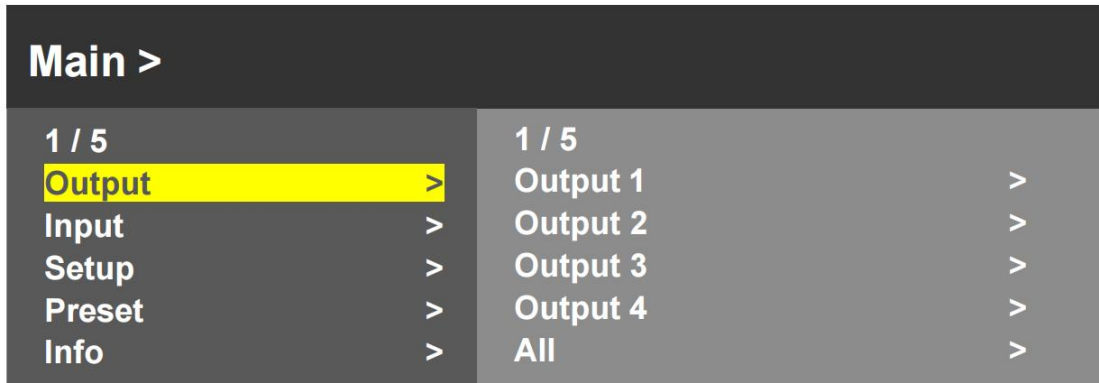 Main >
1 / 5
Output >
Input >
Setup >
Preset >
Info >
1 / 5
Output 1 >
Output 2 >
Output 3 >
Output 4 >
All >